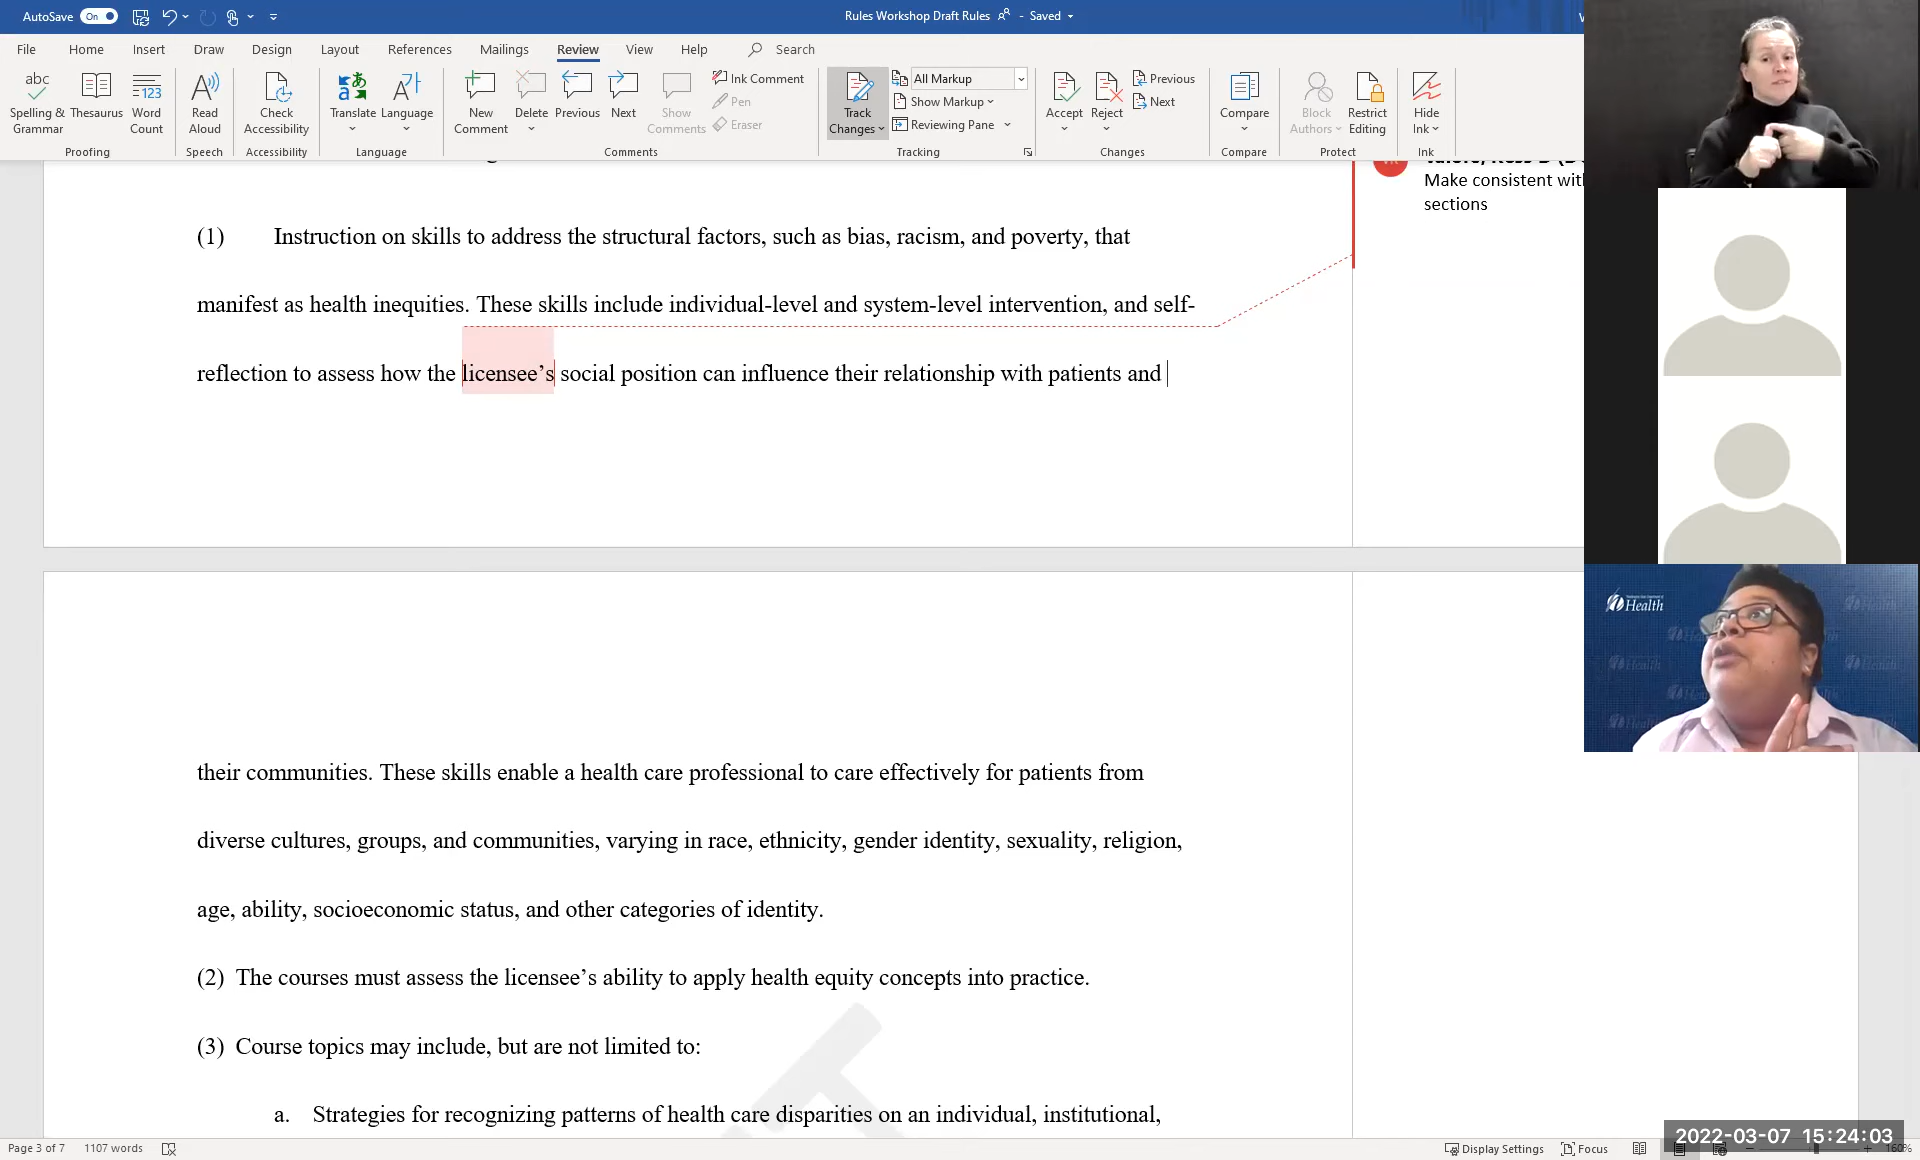 AutoSave On Rules Workshop Draft Rules - Saved
File Home Insert Draw Design Layout References Mailings Review View Help Search
abc Spelling & Grammar Thesaurus 123 Word Count Read Aloud Check Accessibility Translate Language New Comment Delete Previous Next Show Comments Ink Comment Pen Eraser Track Changes All Markup Show Markup Reviewing Pane Accept Reject Previous Next Compare Block Authors Restrict Editing Hide Ink
Proofing Speech Accessibility Language Comments Tracking Changes Compare Protect Ink
Make consistent with
sections
(1) Instruction on skills to address the structural factors, such as bias, racism, and poverty, that
manifest as health inequities. These skills include individual-level and system-level intervention, and self-
reflection to assess how the licensee’s social position can influence their relationship with patients and
Health
their communities. These skills enable a health care professional to care effectively for patients from
diverse cultures, groups, and communities, varying in race, ethnicity, gender identity, sexuality, religion,
age, ability, socioeconomic status, and other categories of identity.
(2) The courses must assess the licensee’s ability to apply health equity concepts into practice.
(3) Course topics may include, but are not limited to:
a. Strategies for recognizing patterns of health care disparities on an individual, institutional,
Page 3 of 7 1107 words Display Settings Focus 160%
2022-03-07 15:24:03